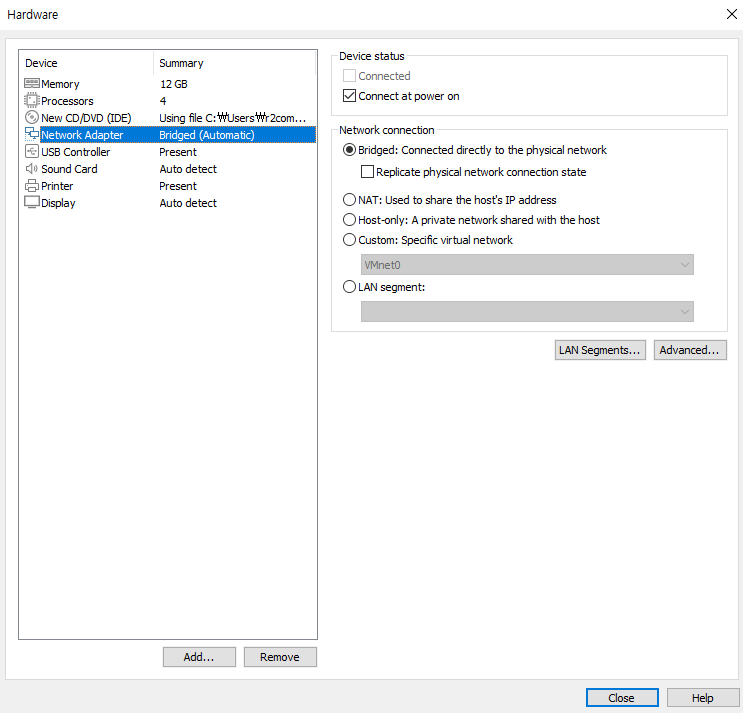 Hardware
Device Summary
Memory 12 GB
Processors 4
New CD/DVD (IDE) Using file C:₩Users₩r2com...
Network Adapter Bridged (Automatic)
USB Controller Present
Sound Card Auto detect
Printer Present
Display Auto detect
Add... Remove
Device status
Connected
Connect at power on
Network connection
Bridged: Connected directly to the physical network
Replicate physical network connection state
NAT: Used to share the host's IP address
Host-only: A private network shared with the host
Custom: Specific virtual network
VMnet0
LAN segment:
LAN Segments... Advanced...
Close Help